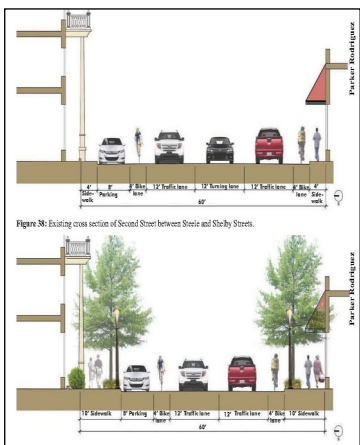 Parker Rodriguez
4' Side-walk
8' Parking
4' Bike lane
12' Traffic lane
12' Turning lane
12' Traffic lane
4' Bike lane
4' Side-walk
60'
Figure 38: Existing cross section of Second Street between Steele and Shelby Streets.
Parker Rodriguez
10' Sidewalk
8' Parking
4' Bike lane
12' Traffic lane
12' Traffic lane
4' Bike lane
10' Sidewalk
60'